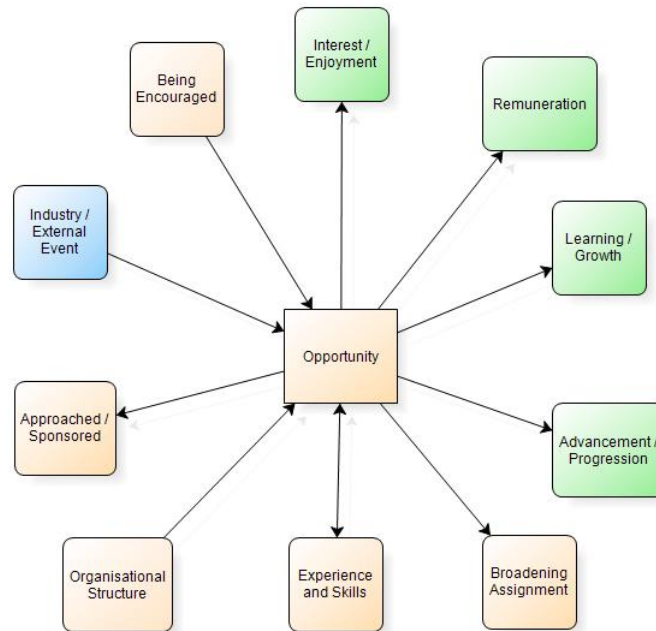 Interest /
Enjoyment
Being
Encouraged
Remuneration
Industry /
External
Event
Learning /
Growth
Opportunity
Approached /
Sponsored
Advancement /
Progression
Organisational
Structure
Experience
and Skills
Broadening
Assignment